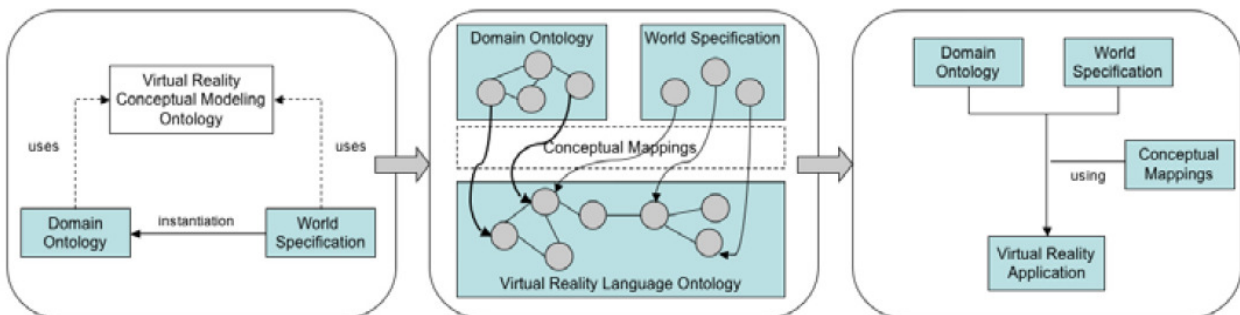 Virtual Reality
Conceptual Modeling
Ontology
uses
uses
Domain
Ontology
instantiation
World
Specification
Domain Ontology
World Specification
Conceptual Mappings
Virtual Reality Language Ontology
Domain
Ontology
World
Specification
using
Conceptual
Mappings
Virtual Reality
Application